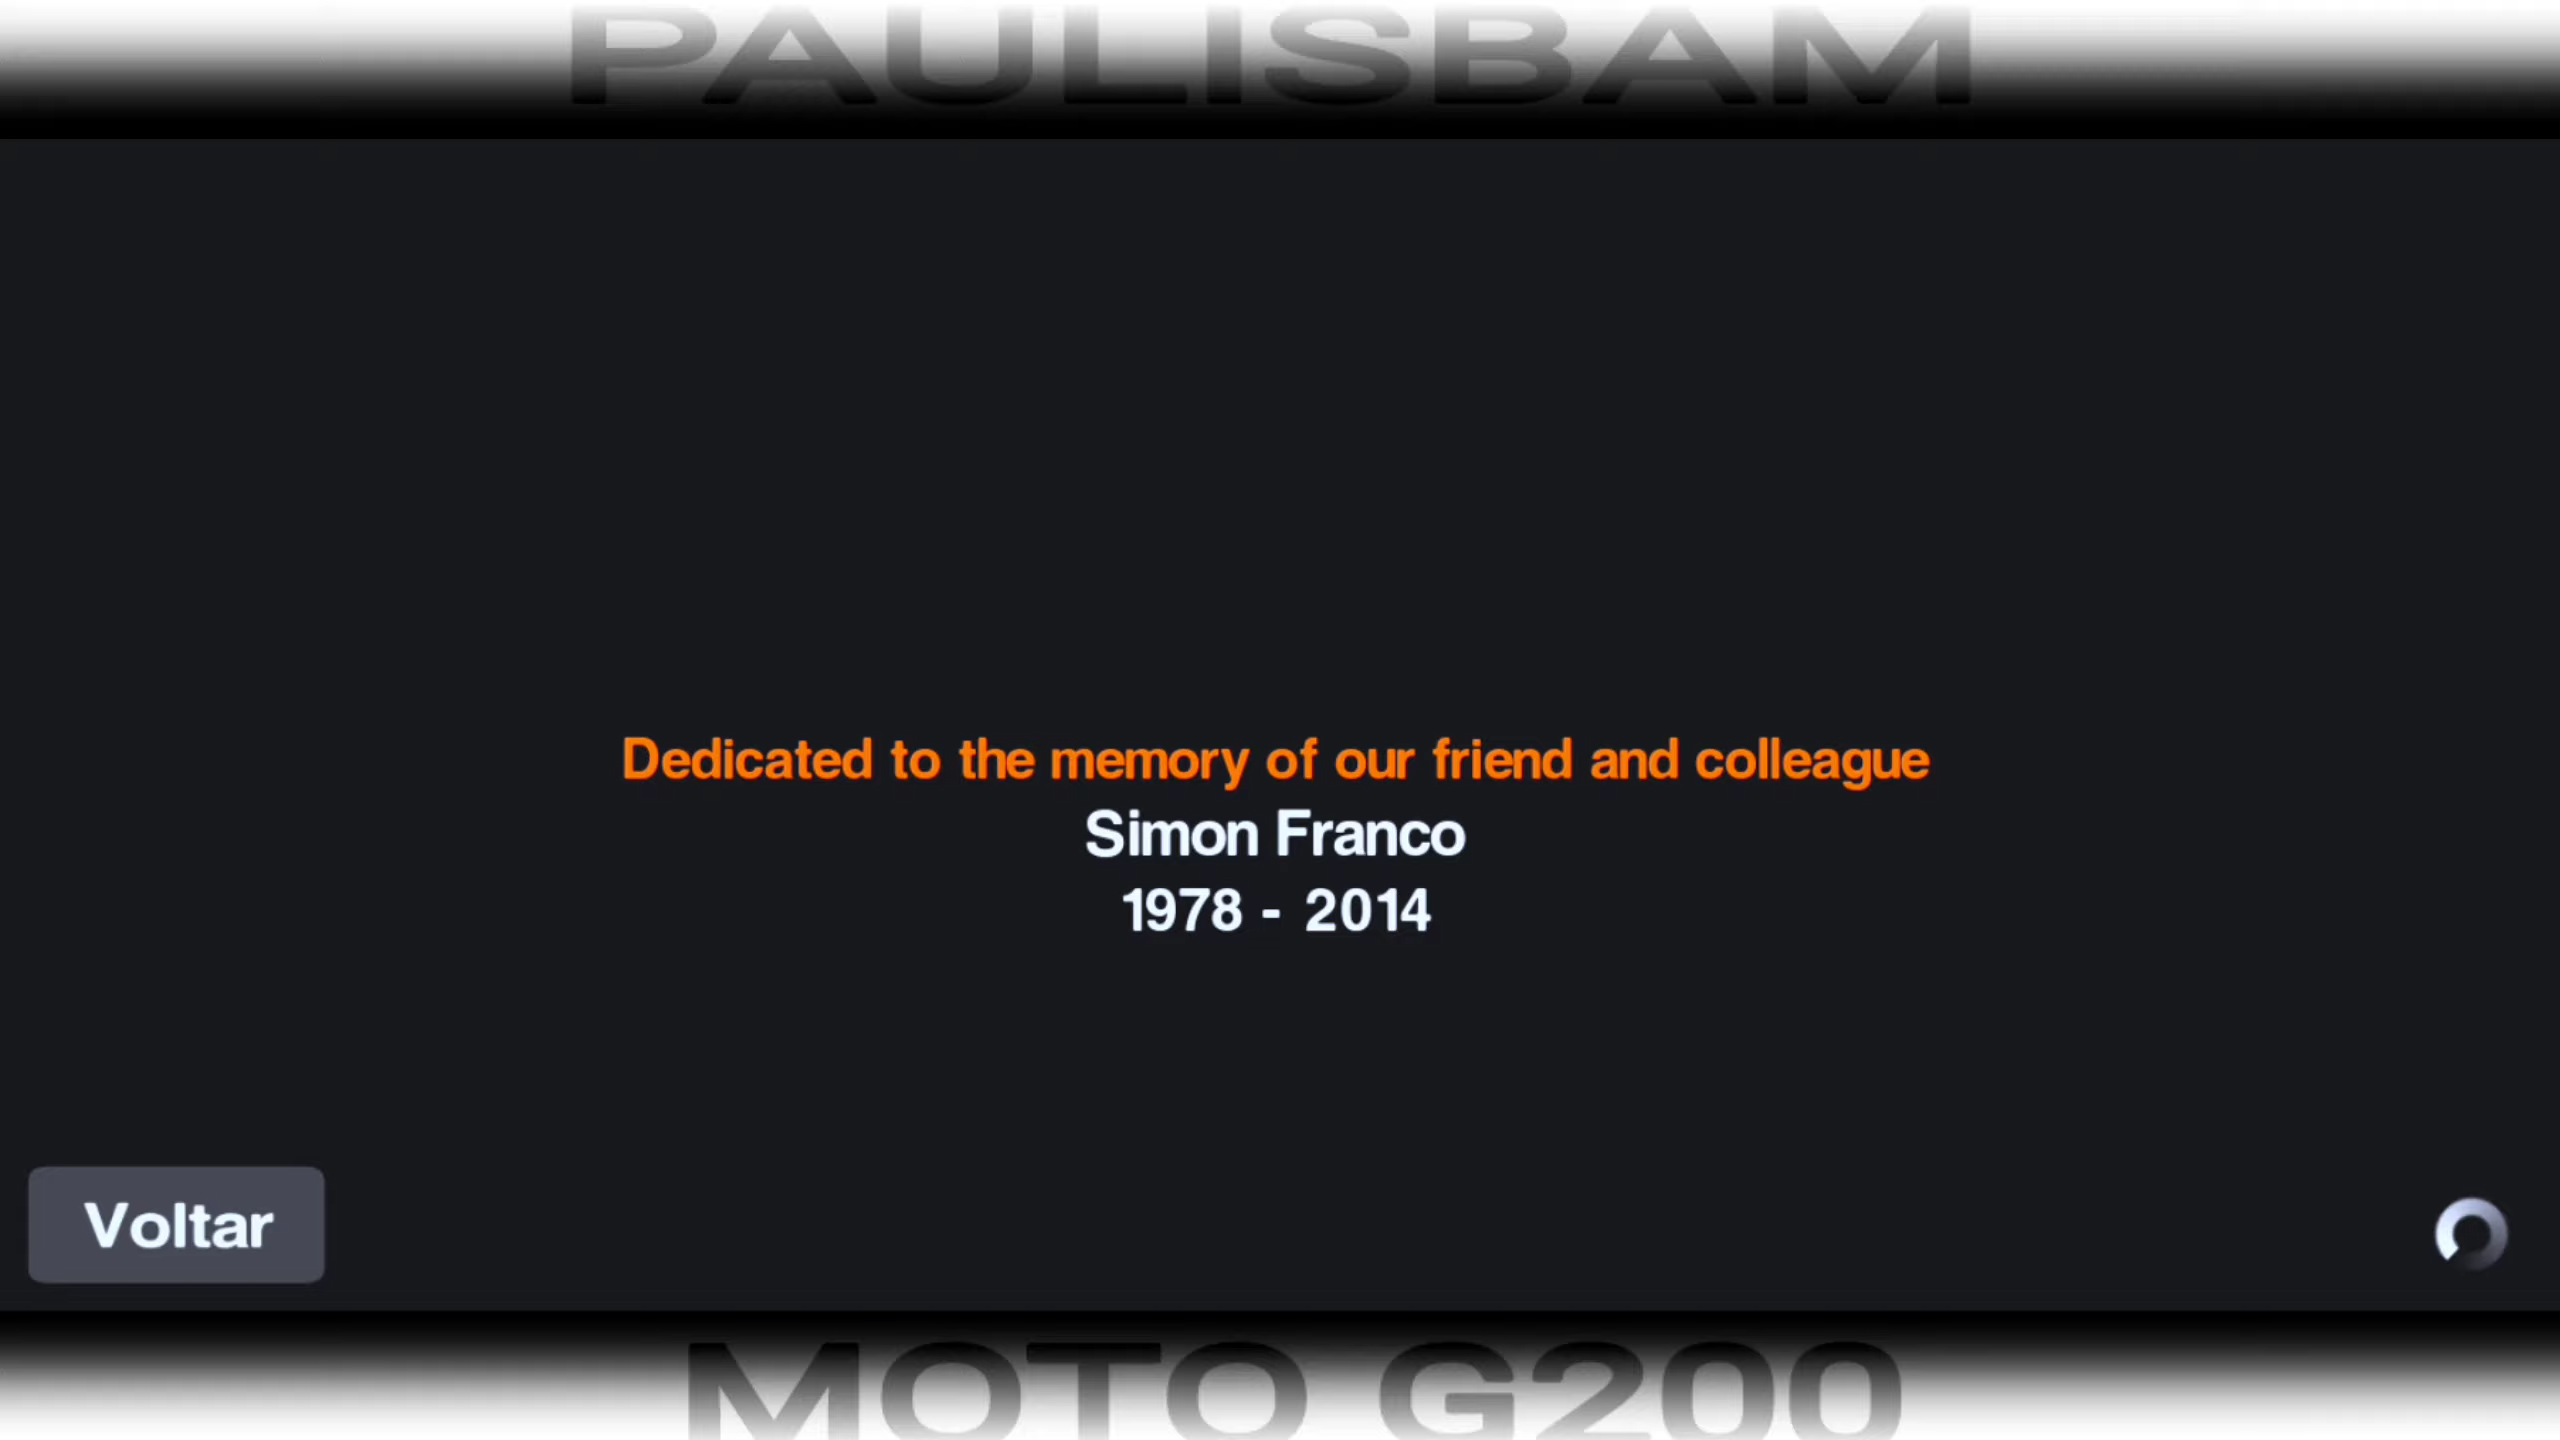 PAULISBAM
Dedicated to the memory of our friend and colleague
Simon Franco
1978 - 2014
Voltar
MOTO G200